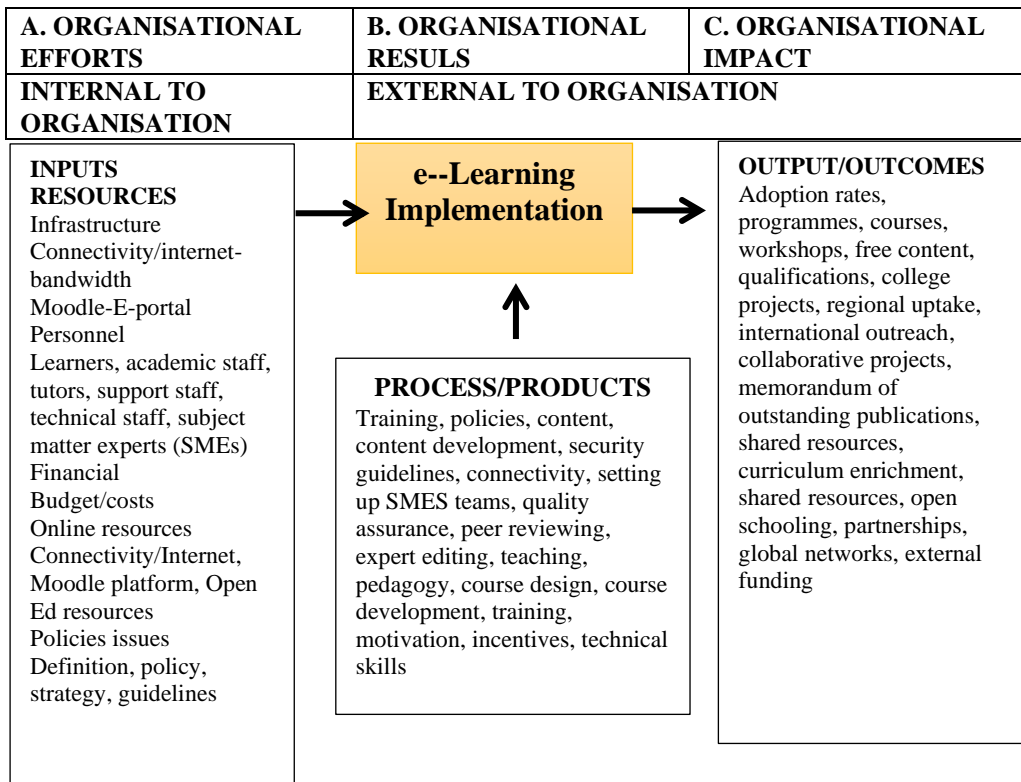 A. ORGANISATIONAL
EFFORTS
B. ORGANISATIONAL
RESULS
C. ORGANISATIONAL
IMPACT
INTERNAL TO
ORGANISATION
EXTERNAL TO ORGANISATION
INPUTS
RESOURCES
Infrastructure
Connectivity/internet-
bandwidth
Moodle-E-portal
Personnel
Learners, academic staff,
tutors, support staff,
technical staff, subject
matter experts (SMEs)
Financial
Budget/costs
Online resources
Connectivity/Internet,
Moodle platform, Open
Ed resources
Policies issues
Definition, policy,
strategy, guidelines
e--Learning
Implementation
PROCESS/PRODUCTS
Training, policies, content,
content development, security
guidelines, connectivity, setting
up SMES teams, quality
assurance, peer reviewing,
expert editing, teaching,
pedagogy, course design, course
development, training,
motivation, incentives, technical
skills
OUTPUT/OUTCOMES
Adoption rates,
programmes, courses,
workshops, free content,
qualifications, college
projects, regional uptake,
international outreach,
collaborative projects,
memorandum of
outstanding publications,
shared resources,
curriculum enrichment,
shared resources, open
schooling, partnerships,
global networks, external
funding